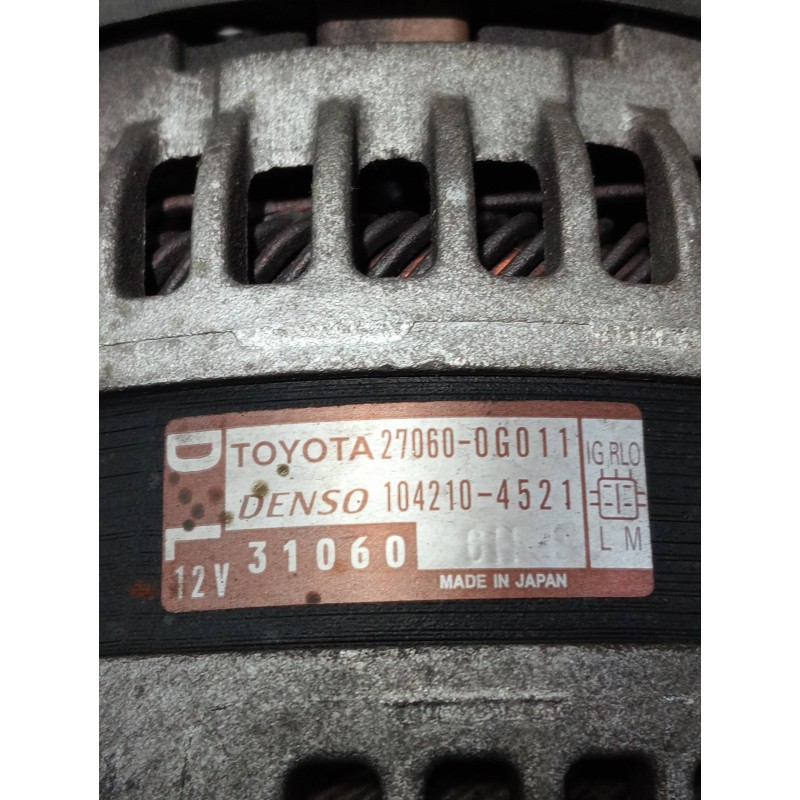 D L
TOYOTA 27060-0G011
DENSO 104210-4521
12V 31060
MADE IN JAPAN
IG RLO
L M